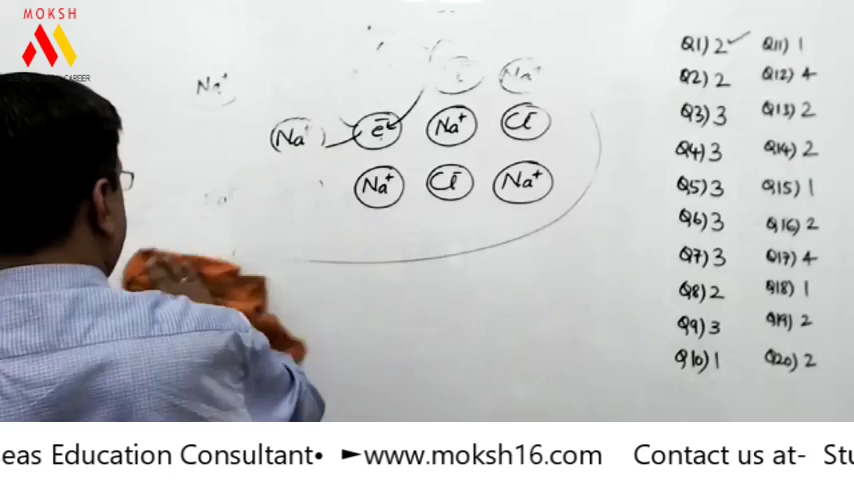 MOKSH
CAREER
Na⁺
Na⁺
Na⁺ e⁻ Na⁺ Cl⁻
Na⁺ Cl⁻ Na⁺
Q1) 2 ✓ Q11) 1
Q2) 2 Q12) 4
Q3) 3 Q13) 2
Q4) 3 Q14) 2
Q5) 3 Q15) 1
Q6) 3 Q16) 2
Q7) 3 Q17) 4
Q8) 2 Q18) 1
Q9) 3 Q19) 2
Q10) 1 Q20) 2
seas Education Consultant• ►www.moksh16.com Contact us at- Stu